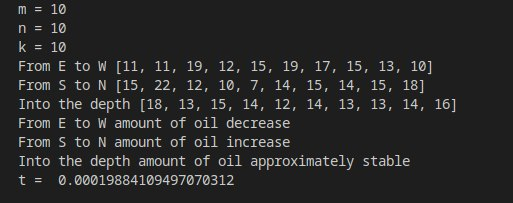 m = 10
n = 10
k = 10
From E to W [11, 11, 19, 12, 15, 19, 17, 15, 13, 10]
From S to N [15, 22, 12, 10, 7, 14, 15, 14, 15, 18]
Into the depth [18, 13, 15, 14, 12, 14, 13, 13, 14, 16]
From E to W amount of oil decrease
From S to N amount of oil increase
Into the depth amount of oil approximately stable
t =  0.00019884109497070312